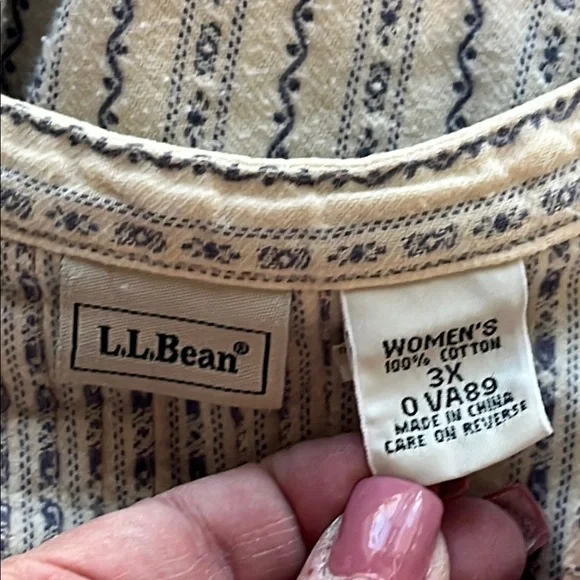 L.L.Bean®
WOMEN'S
100% COTTON
3X
0 VA89
MADE IN CHINA
CARE ON REVERSE